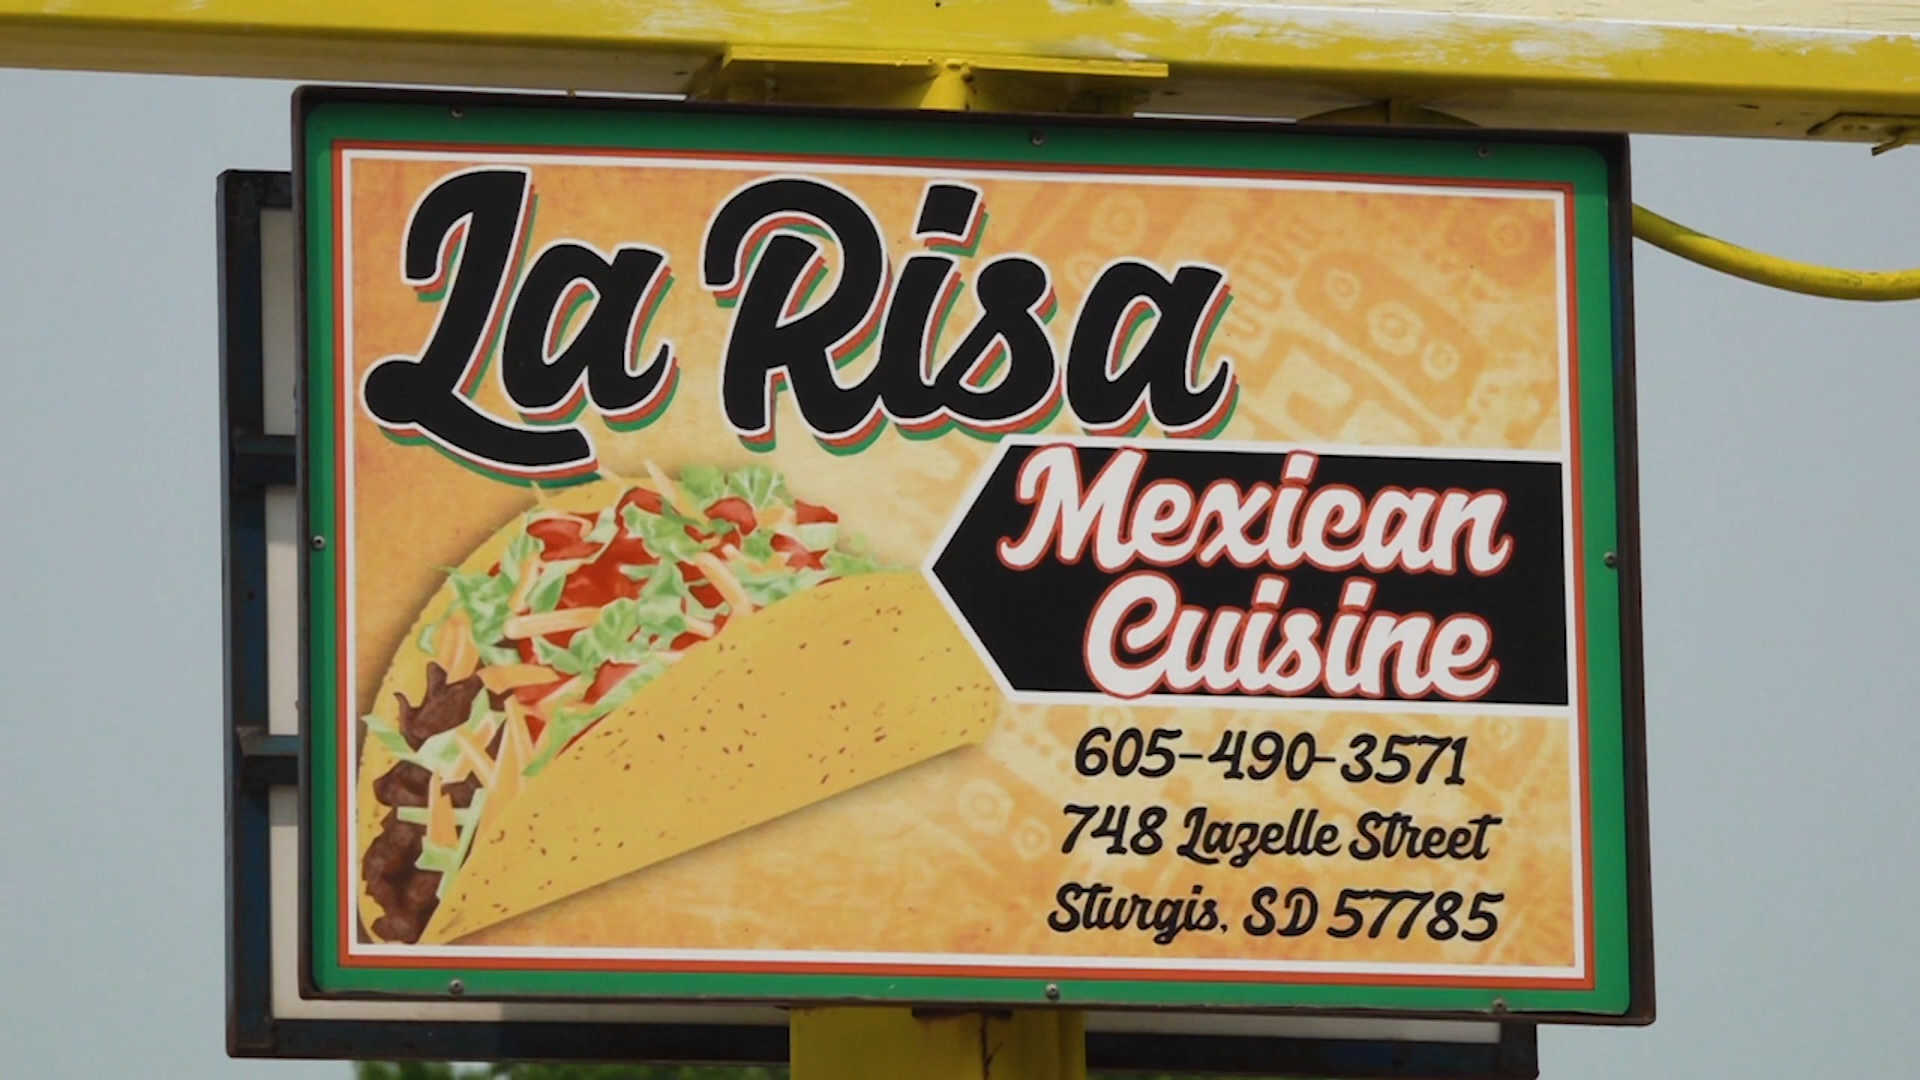 La Risa
Mexican
Cuisine
605-490-3571
748 Lazelle Street
Sturgis, SD 57785